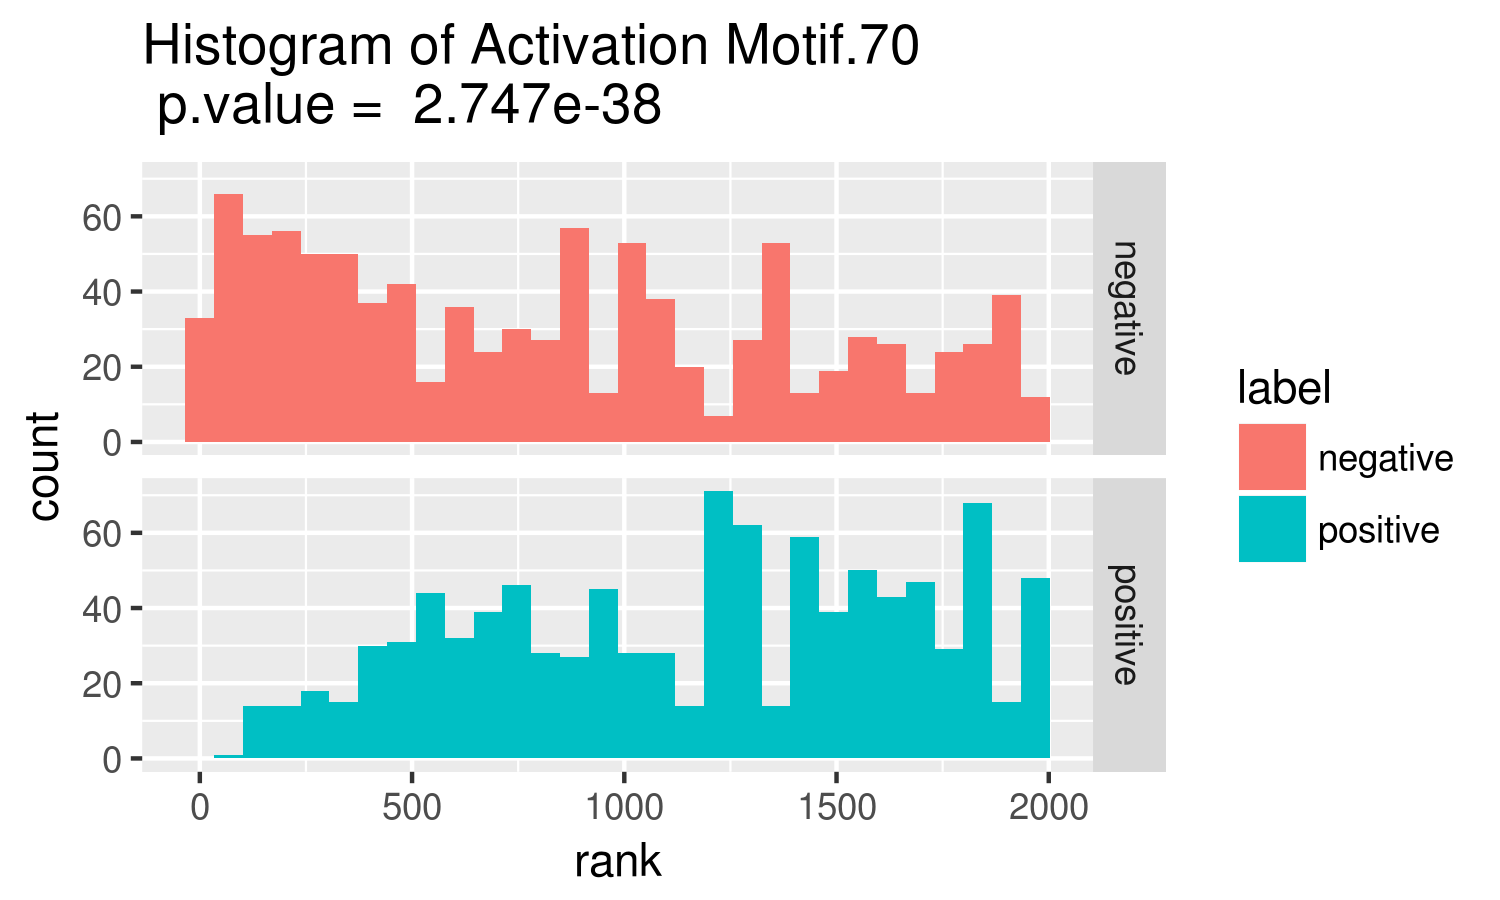 Histogram of Activation Motif.70
p.value =  2.747e-38
count
60
40
20
0
negative
60
40
20
0
positive
0 500 1000 1500 2000
rank
label
negative
positive